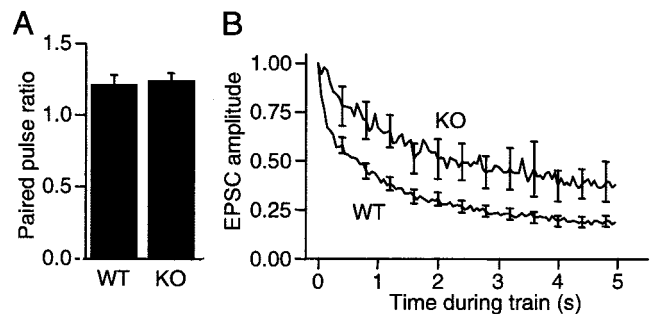 A
Paired pulse ratio
1.5
1.0
0.5
0.0
WT KO
B
EPSC amplitude
1.00
0.75
0.50
0.25
0.00
KO
WT
0 1 2 3 4 5
Time during train (s)